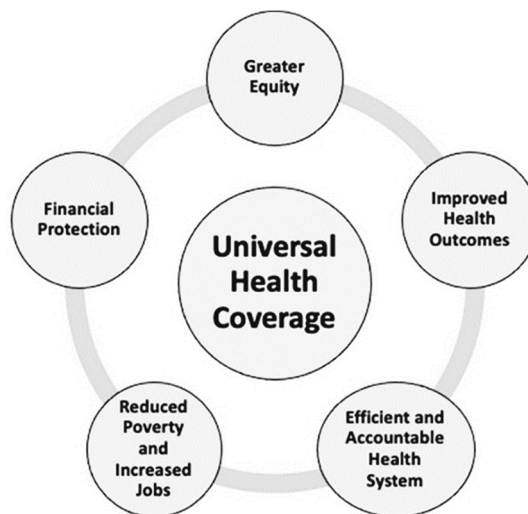 Greater
Equity
Financial
Protection
Improved
Health
Outcomes
Universal
Health
Coverage
Reduced
Poverty
and
Increased
Jobs
Efficient and
Accountable
Health
System